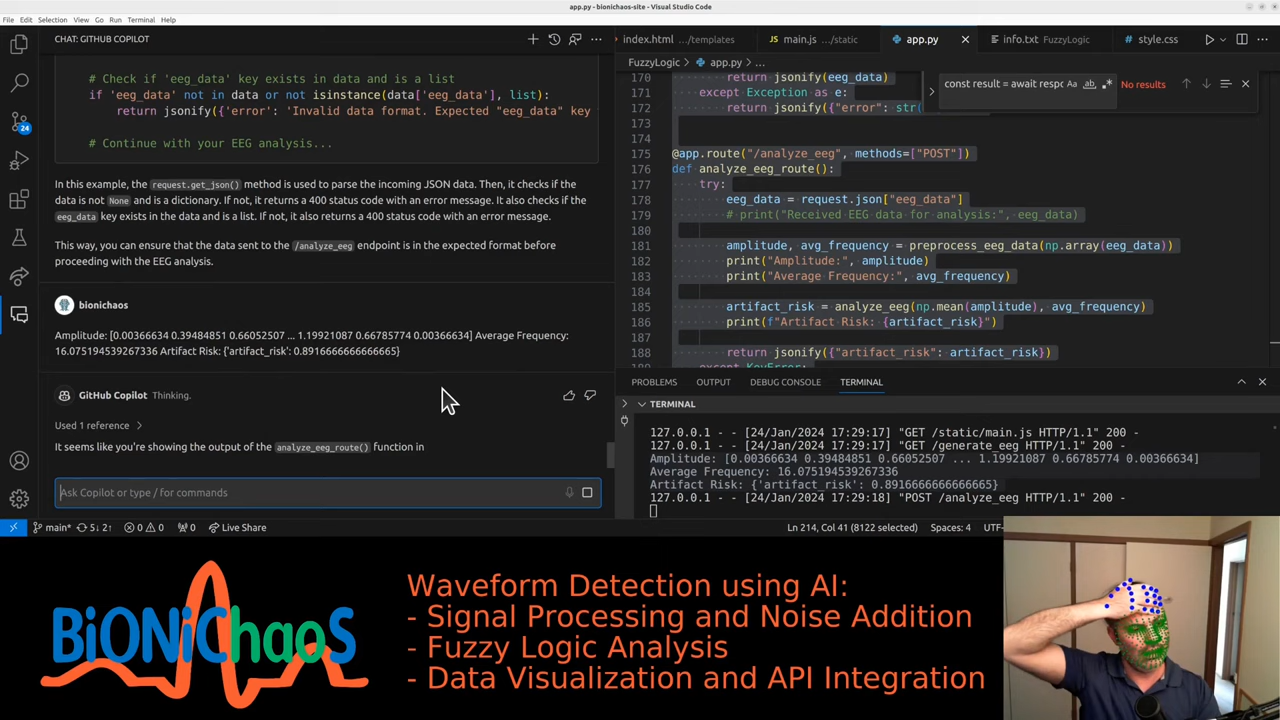 app.py - bionichaos-site - Visual Studio Code
File Edit Selection View Go Run Terminal Help
CHAT: GITHUB COPILOT
# Check if 'eeg_data' key exists in data and is a list
if 'eeg_data' not in data or not isinstance(data['eeg_data'], list):
return jsonify({'error': 'Invalid data format. Expected "eeg_data" key
# Continue with your EEG analysis...
In this example, the request.get_json() method is used to parse the incoming JSON data. Then, it checks if the
data is not None and is a dictionary. If not, it returns a 400 status code with an error message. It also checks if the
eeg_data key exists in the data and is a list. If not, it also returns a 400 status code with an error message.
This way, you can ensure that the data sent to the /analyze_eeg endpoint is in the expected format before
proceeding with the EEG analysis.
bionichaos
Amplitude: [0.00366634 0.39484851 0.66052507 ... 1.19921087 0.66785774 0.00366634] Average Frequency:
16.075194539267336 Artifact Risk: {'artifact_risk': 0.8916666666666665}
GitHub Copilot Thinking.
Used 1 reference
It seems like you're showing the output of the analyze_eeg_route() function in
Ask Copilot or type / for commands
24
index.html .../templates main.js .../static app.py info.txt FuzzyLogic style.css
FuzzyLogic app.py ...
const result = await respc Aa ab No results
170 return jsonify(eeg_data)
171 except Exception as e:
172 return jsonify({"error": str(
173
174
175 @app.route("/analyze_eeg", methods=["POST"])
176 def analyze_eeg_route():
177 try:
178 eeg_data = request.json["eeg_data"]
179 # print("Received EEG data for analysis:", eeg_data)
180
181 amplitude, avg_frequency = preprocess_eeg_data(np.array(eeg_data))
182 print("Amplitude:", amplitude)
183 print("Average Frequency:", avg_frequency)
184
185 artifact_risk = analyze_eeg(np.mean(amplitude), avg_frequency)
186 print(f"Artifact Risk: {artifact_risk}")
187
188 return jsonify({"artifact_risk": artifact_risk})
189 except KeyError:
PROBLEMS OUTPUT DEBUG CONSOLE TERMINAL
TERMINAL
127.0.0.1 - - [24/Jan/2024 17:29:17] "GET /static/main.js HTTP/1.1" 200 -
127.0.0.1 - - [24/Jan/2024 17:29:17] "GET /generate_eeg HTTP/1.1" 200 -
Amplitude: [0.00366634 0.39484851 0.66052507 ... 1.19921087 0.66785774 0.00366634]
Average Frequency: 16.075194539267336
Artifact Risk: {'artifact_risk': 0.8916666666666665}
127.0.0.1 - - [24/Jan/2024 17:29:18] "POST /analyze_eeg HTTP/1.1" 200 -
main* 5↓ 2↑ 0 0 0 Live Share
Ln 214, Col 41 (8122 selected) Spaces: 4 UTF-
BiONiChaoS
Waveform Detection using AI:
- Signal Processing and Noise Addition
- Fuzzy Logic Analysis
- Data Visualization and API Integration